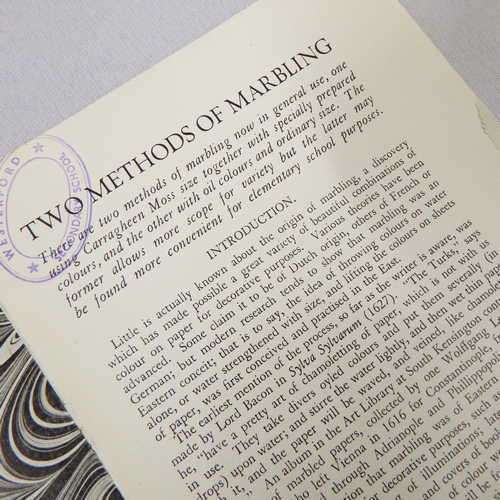 TWO METHODS OF MARBLING
There are two methods of marbling now in general use, one
using Carragheen Moss size together with specially prepared
colours, and the other with oil colours and ordinary size. The
former allows more scope for variety but the latter may
be found more convenient for elementary school purposes.
INTRODUCTION.
Little is actually known about the origin of marbling, a discovery
which has made possible a great variety of beautiful combinations of
colour on paper for decorative purposes. Various theories have been
advanced. Some claim it to be of Dutch origin, others of French or
German; but modern research tends to show that marbling was an
Eastern conceit; that is to say, the idea of throwing colours on water
alone, or water strengthened with size, and lifting the colours on sheets
of paper, was first conceived and practised in the East.
The earliest mention of the process, so far as the writer is aware, was
made by Lord Bacon in Sylva Sylvarum (1627). "The Turks," say
he, "have a pretty art of chamoletting of paper, which is not with us
in use. They take divers oyled colours and put them severally (in
drops) upon water; and stirre the water lightly, and then wet thin
and the paper will be waved, and veined, like
An album in the Art Library at South Kensington
of marbled papers, collected by one Wolfgang
who left Vienna in 1616 for Constantinople,
through Adrianople and Philippop
that marbling was of Eastern
decorative purposes, such
of illuminations, b
and covers of
WESTERFORD
SCHOOL